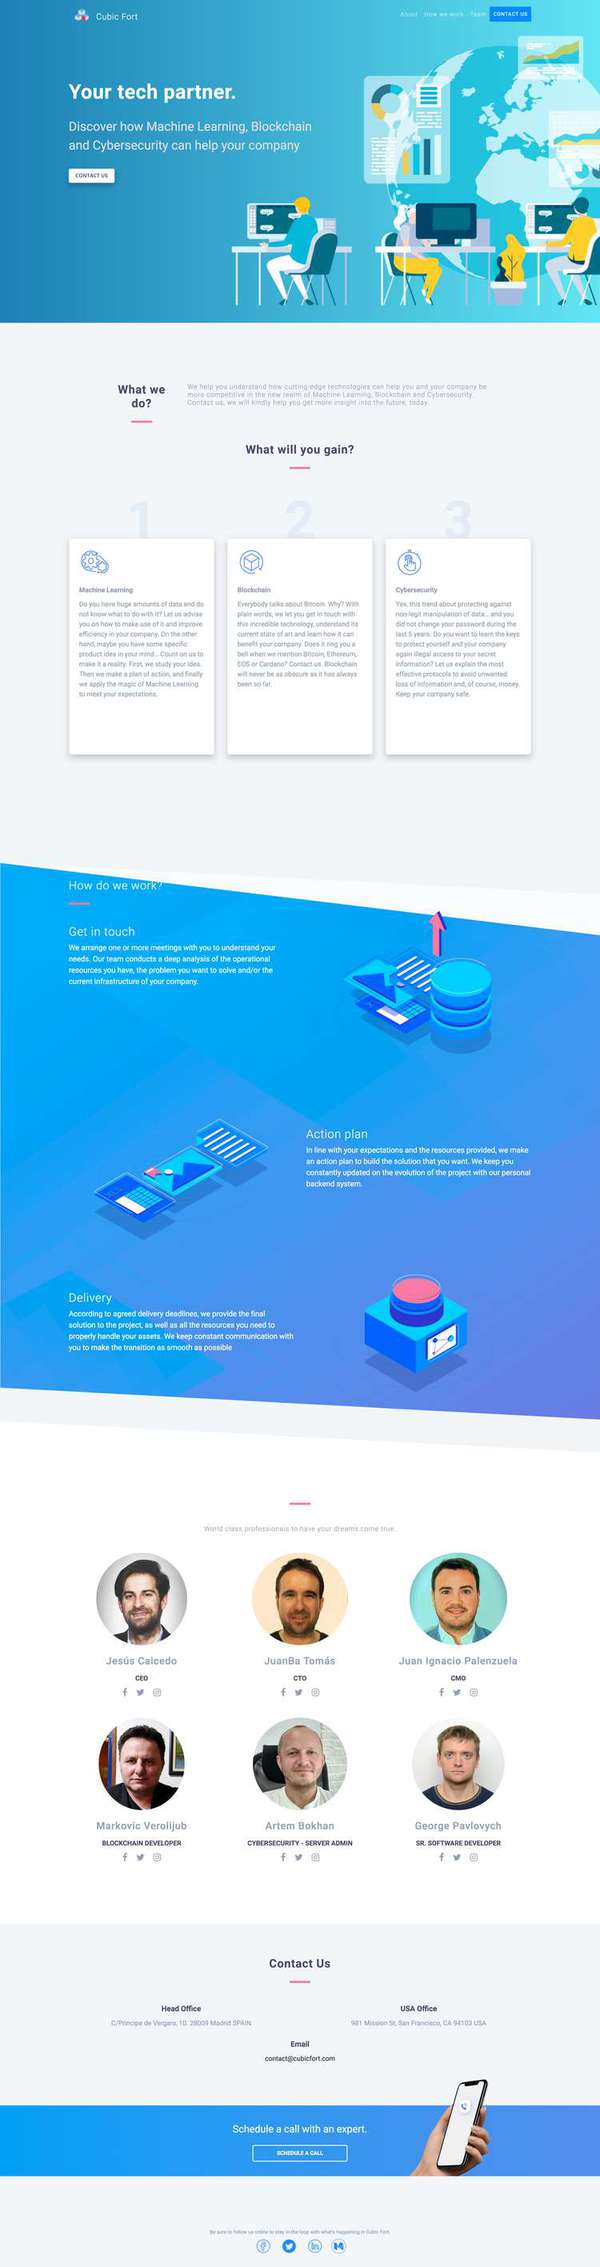 Cubic Fort
About How we work Team CONTACT US
Your tech partner.
Discover how Machine Learning, Blockchain
and Cybersecurity can help your company
CONTACT US
What we
do?
We help you understand how cutting-edge technologies can help you and your company be
more competitive in the new realm of Machine Learning, Blockchain and Cybersecurity.
Contact us, we will kindly help you get more insight into the future, today.
What will you gain?
1
2
3
Machine Learning
Do you have huge amounts of data and do
not know what to do with it? Let us advise
you on how to make use of it and improve
efficiency in your company. On the other
hand, maybe you have some specific
product idea in your mind... Count on us to
make it a reality. First, we study your idea.
Then we make a plan of action, and finally
we apply the magic of Machine Learning
to meet your expectations.
Blockchain
Everybody talks about Bitcoin. Why? With
plain words, we let you get in touch with
this incredible technology, understand its
current state of art and learn how it can
benefit your company. Does it ring you a
bell when we mention Bitcoin, Ethereum,
EOS or Cardano? Contact us. Blockchain
will never be as obscure as it has always
been so far.
Cybersecurity
Yes, this trend about protecting against
non-legit manipulation of data... and you
did not change your password during the
last 5 years. Do you want to learn the keys
to protect yourself and your company
again illegal access to your secret
information? Let us explain the most
effective protocols to avoid unwanted
loss of information and, of course, money.
Keep your company safe.
How do we work?
Get in touch
We arrange one or more meetings with you to understand your
needs. Our team conducts a deep analysis of the operational
resources you have, the problem you want to solve and/or the
current infrastructure of your company.
Action plan
In line with your expectations and the resources provided, we make
an action plan to build the solution that you want. We keep you
constantly updated on the evolution of the project with our personal
backend system.
Delivery
According to agreed delivery deadlines, we provide the final
solution to the project, as well as all the resources you need to
properly handle your assets. We keep constant communication with
you to make the transition as smooth as possible
World class professionals to have your dreams come true.
Jesús Caicedo
CEO
JuanBa Tomás
CTO
Juan Ignacio Palenzuela
CMO
Markovic Verolijub
BLOCKCHAIN DEVELOPER
Artem Bokhan
CYBERSECURITY - SERVER ADMIN
George Pavlovych
SR. SOFTWARE DEVELOPER
Contact Us
Head Office
C/Principe de Vergara, 10. 28009 Madrid SPAIN
USA Office
981 Mission St, San Francisco, CA 94103 USA
Email
contact@cubicfort.com
Schedule a call with an expert.
SCHEDULE A CALL
Be sure to follow us online to stay in the loop with what's happening in Cubic Fort.